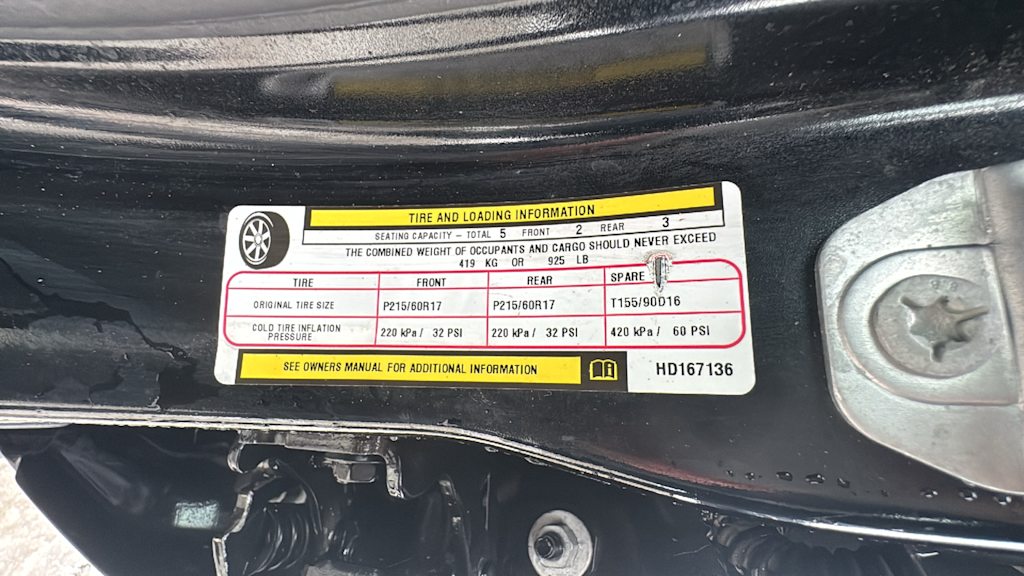 TIRE AND LOADING INFORMATION
SEATING CAPACITY – TOTAL 5 FRONT 2 REAR 3
THE COMBINED WEIGHT OF OCCUPANTS AND CARGO SHOULD NEVER EXCEED
419 KG OR 925 LB
TIRE FRONT REAR SPARE
ORIGINAL TIRE SIZE P215/60R17 P215/60R17 T155/90D16
COLD TIRE INFLATION PRESSURE 220 kPa / 32 PSI 220 kPa / 32 PSI 420 kPa / 60 PSI
SEE OWNERS MANUAL FOR ADDITIONAL INFORMATION HD167136